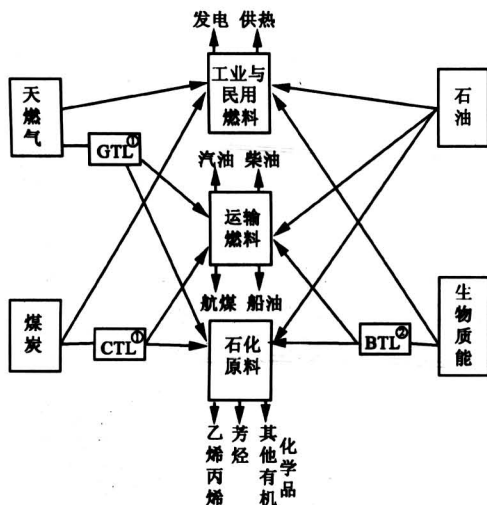 发电 供热
天燃气
工业与
民用
燃料
石油
GTL①
汽油 柴油
运输
燃料
航煤 船油
煤炭
CTL①
石化
原料
BTL②
生物质能
乙烯丙烯
芳烃
其他有机
化学品